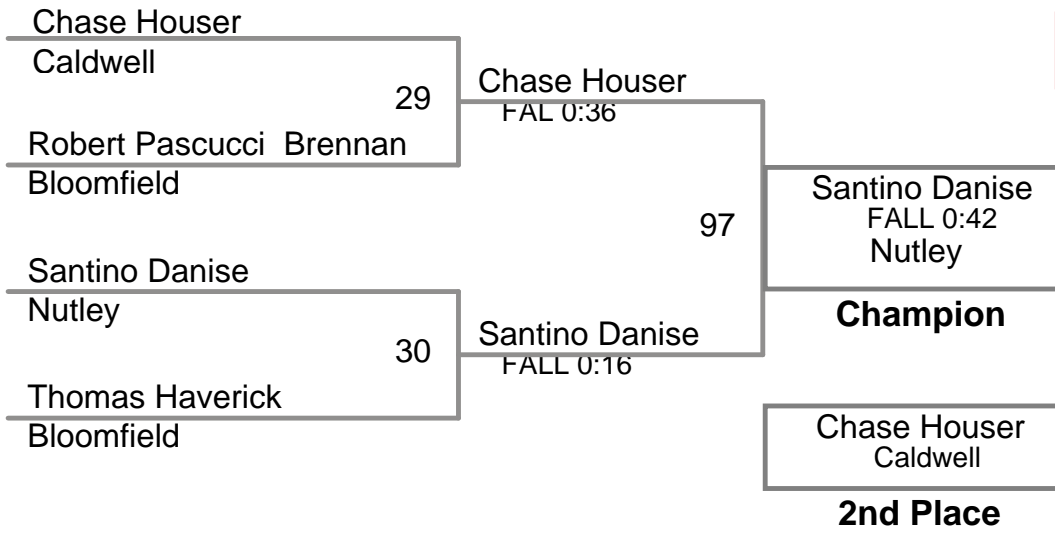 Chase Houser
Caldwell
29
Robert Pascucci Brennan
Bloomfield
Chase Houser
FAL 0:36
Santino Danise
Nutley
30
Thomas Haverick
Bloomfield
Santino Danise
FALL 0:16
97
Santino Danise
FALL 0:42
Nutley
Champion
Chase Houser
Caldwell
2nd Place